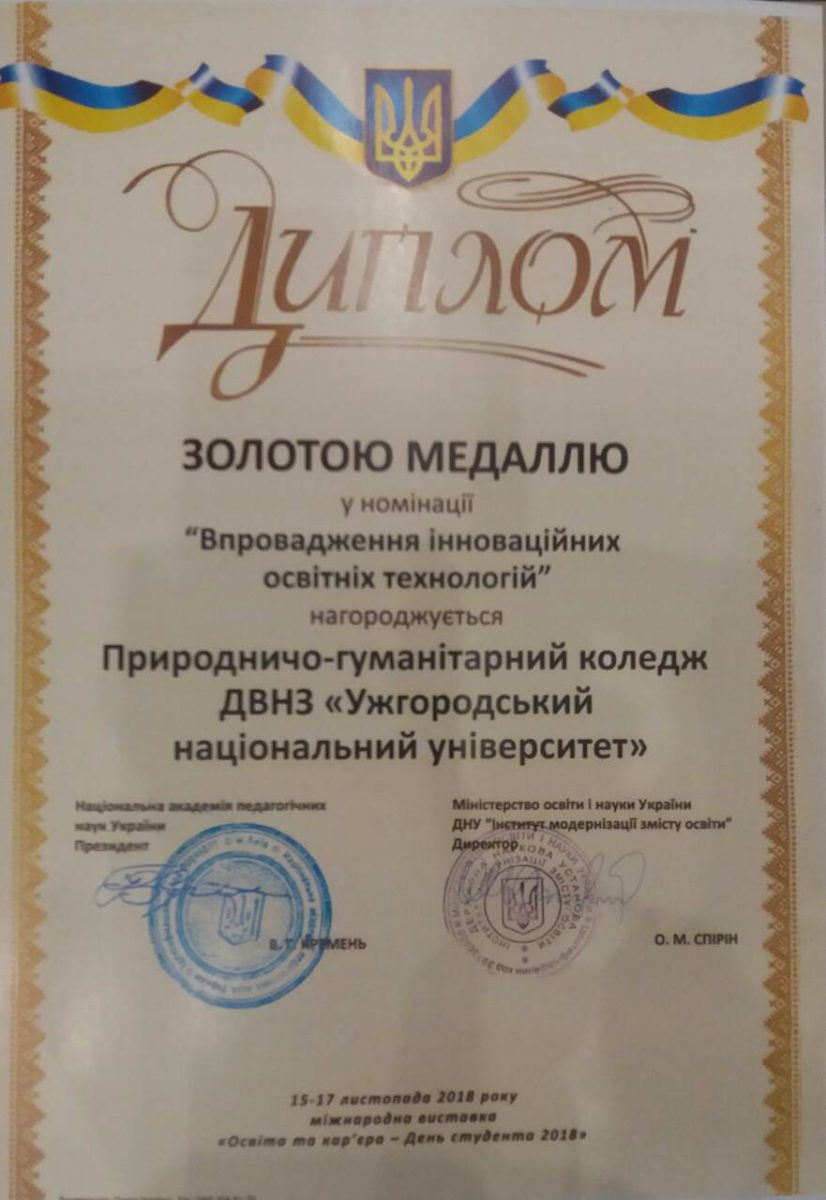 Диплом
ЗОЛОТОЮ МЕДАЛЛЮ
у номінації
“Впровадження інноваційних
освітніх технологій”
нагороджується
Природничо-гуманітарний коледж
ДВНЗ «Ужгородський
національний університет»
Національна академія педагогічних
наук України
Президент
В. Г. КРЕМЕНЬ
Міністерство освіти і науки України
ДНУ “Інститут модернізації змісту освіти”
Директор
О. М. СПІРІН
15-17 листопада 2018 року
міжнародна виставка
«Освіта та кар’єра – День студента 2018»